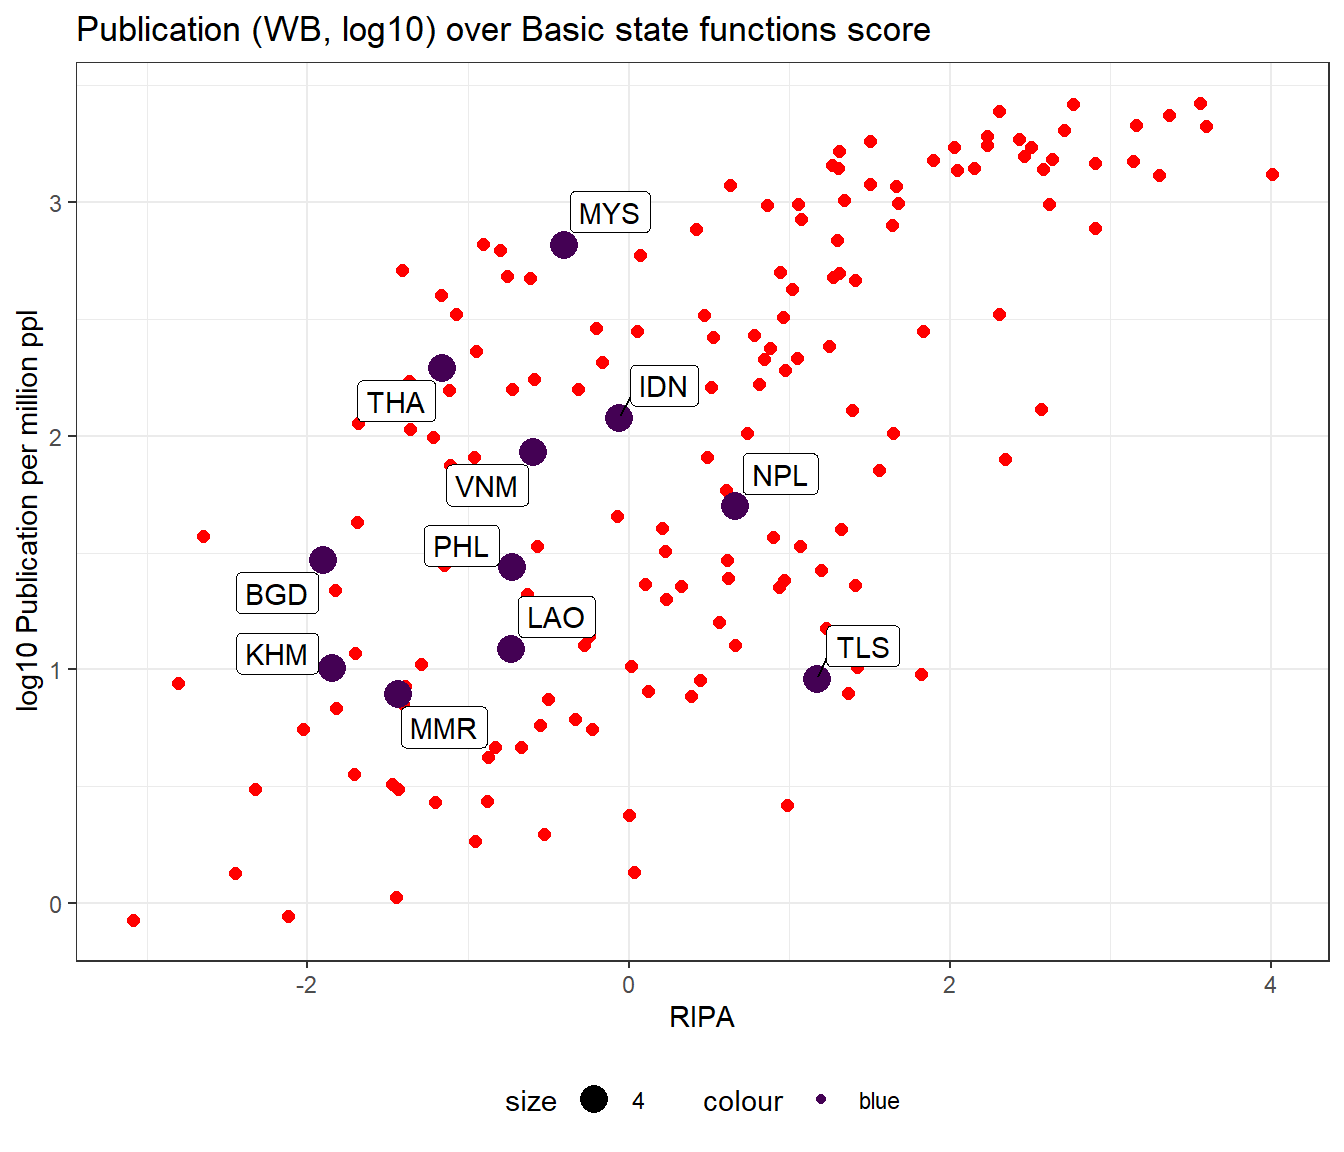 Publication (WB, log10) over Basic state functions score
log10 Publication per million ppl
3
2
1
0
MYS
IDN
THA
NPL
VNM
PHL
BGD
LAO
TLS
KHM
MMR
-2 0 2 4
RIPA
size 4 colour blue